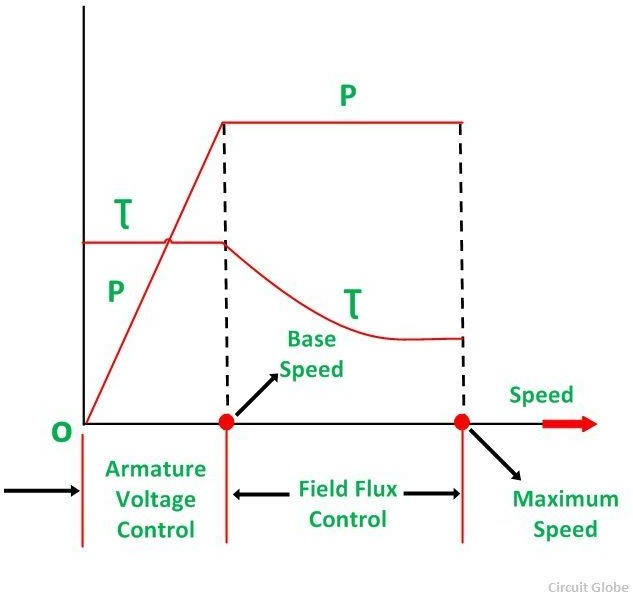 P
τ
P
τ
Base
Speed
Speed
O
Armature
Voltage
Control
Field Flux
Control
Maximum
Speed
Circuit Globe